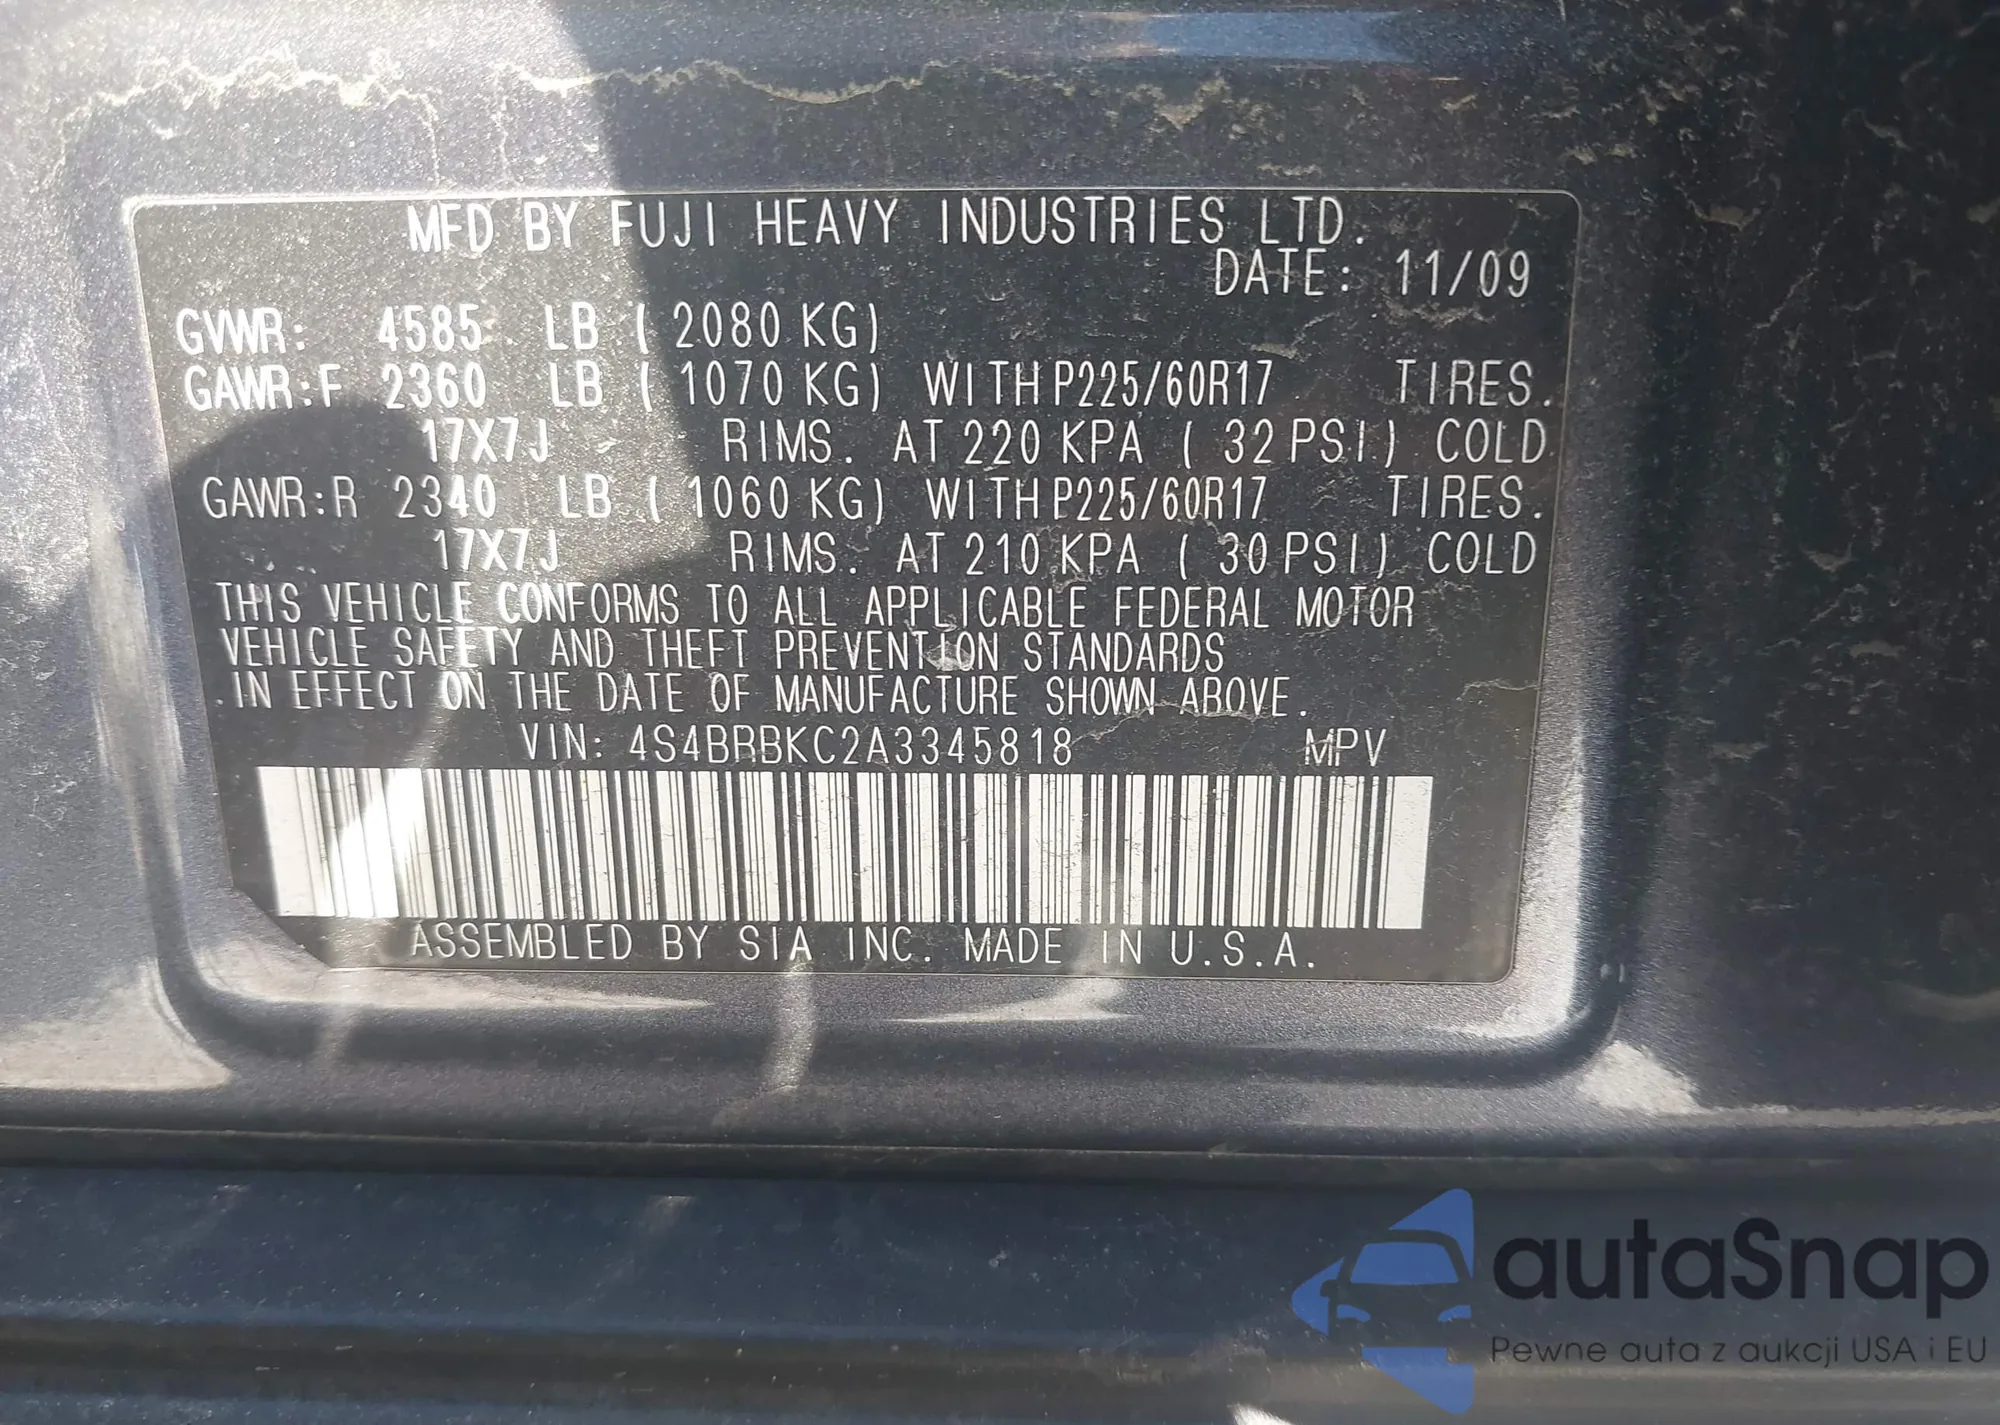 MFD BY FUJI HEAVY INDUSTRIES LTD.
DATE: 11/09
GVWR: 4585 LB ( 2080 KG)
GAWR:F 2360 LB ( 1070 KG) WITH P225/60R17 TIRES.
17X7J RIMS. AT 220 KPA ( 32 PSI) COLD
GAWR:R 2340 LB ( 1060 KG) WITH P225/60R17 TIRES.
17X7J RIMS. AT 210 KPA ( 30 PSI) COLD
THIS VEHICLE CONFORMS TO ALL APPLICABLE FEDERAL MOTOR
VEHICLE SAFETY AND THEFT PREVENTION STANDARDS
IN EFFECT ON THE DATE OF MANUFACTURE SHOWN ABOVE.
VIN: 4S4BRBKC2A3345818 MPV
ASSEMBLED BY SIA INC. MADE IN U.S.A.
autaSnap
Pewne auta z aukcji USA i EU